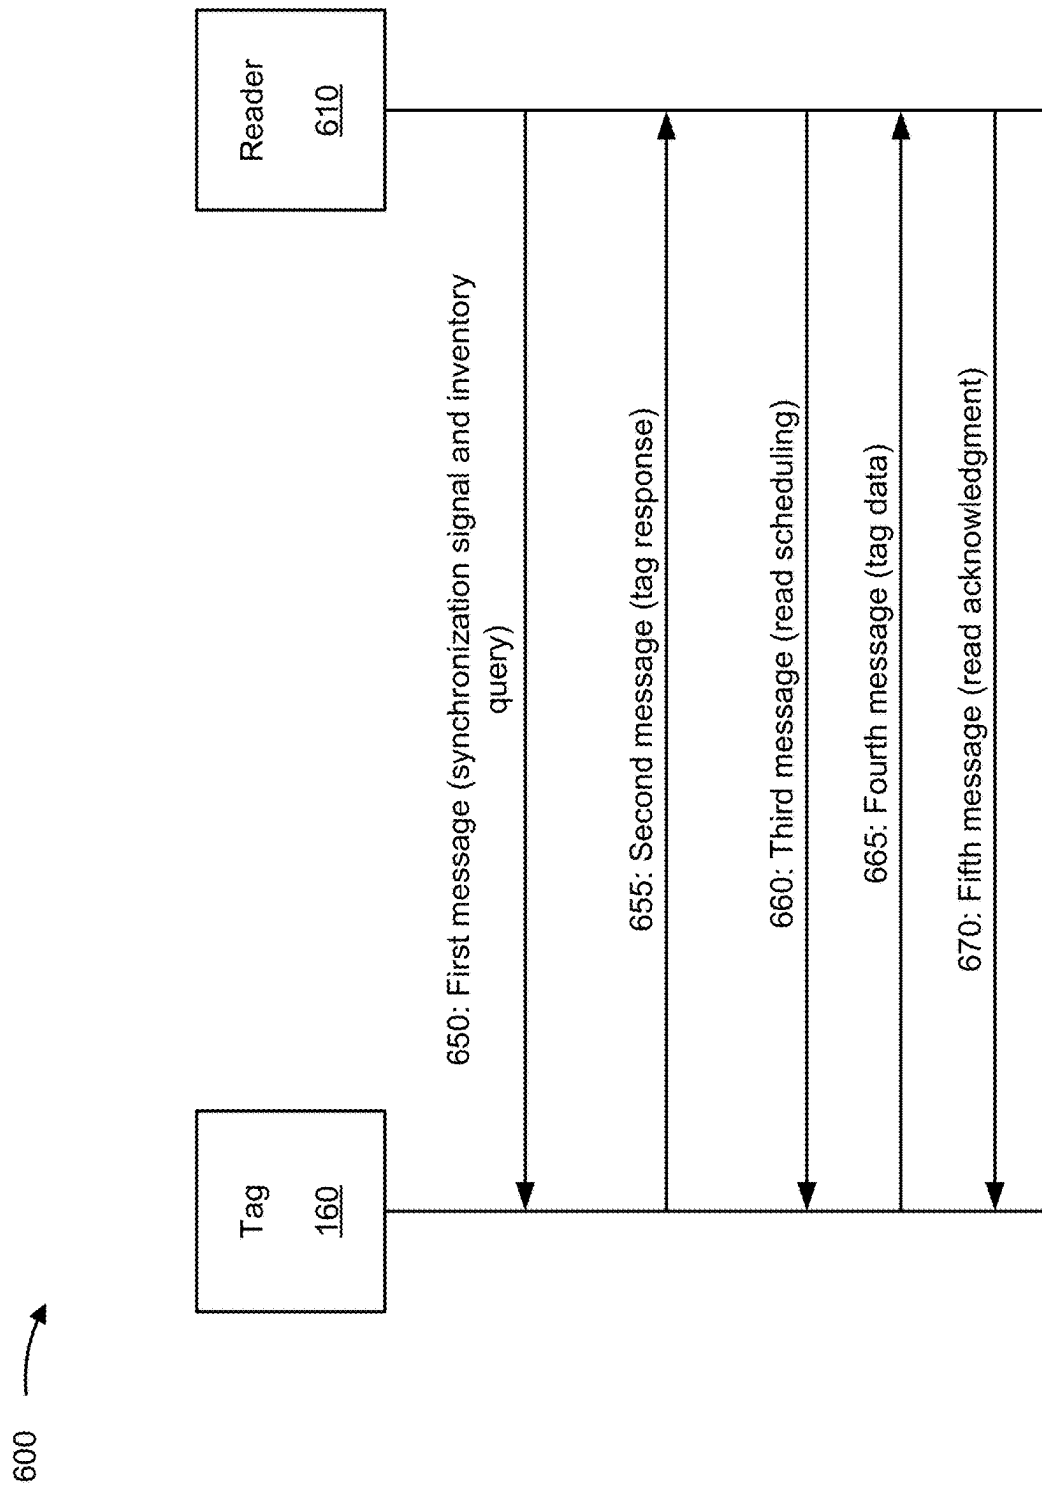 600
Tag
160
Reader
610
650: First message (synchronization signal and inventory
query)
655: Second message (tag response)
660: Third message (read scheduling)
665: Fourth message (tag data)
670: Fifth message (read acknowledgment)